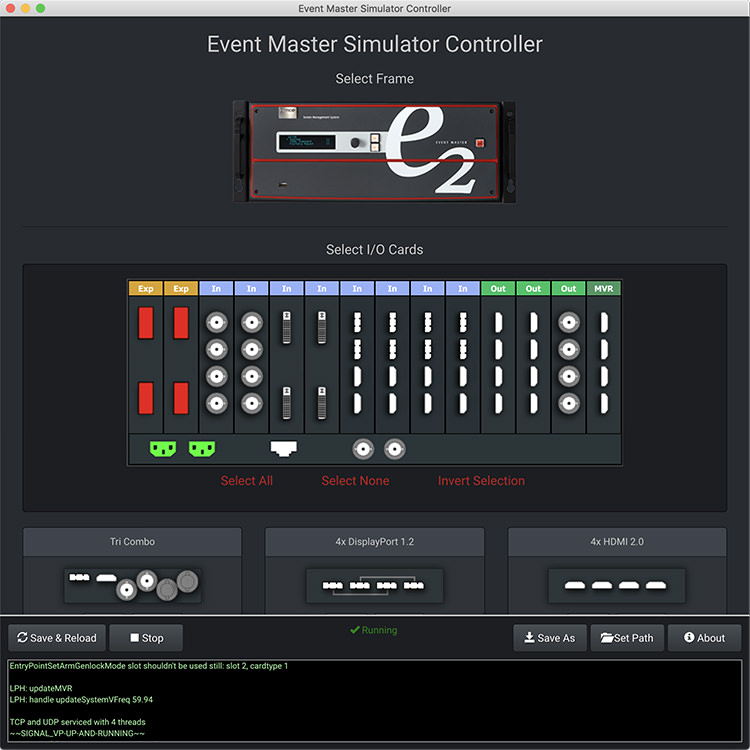 Event Master Simulator Controller
Event Master Simulator Controller
Select Frame
System Management System
e2
EVENT MASTER
Select I/O Cards
Exp Exp In In In In In In In In Out Out Out MVR
Select All Select None Invert Selection
Tri Combo 4x DisplayPort 1.2 4x HDMI 2.0
Save & Reload Stop Running Save As Set Path About
EntryPointSetArmGenlockMode slot shouldn't be used still: slot 2, cardtype 1
LPH: updateMVR
LPH: handle updateSystemVFreq 59.94
TCP and UDP serviced with 4 threads
~~SIGNAL_VP-UP-AND-RUNNING~~